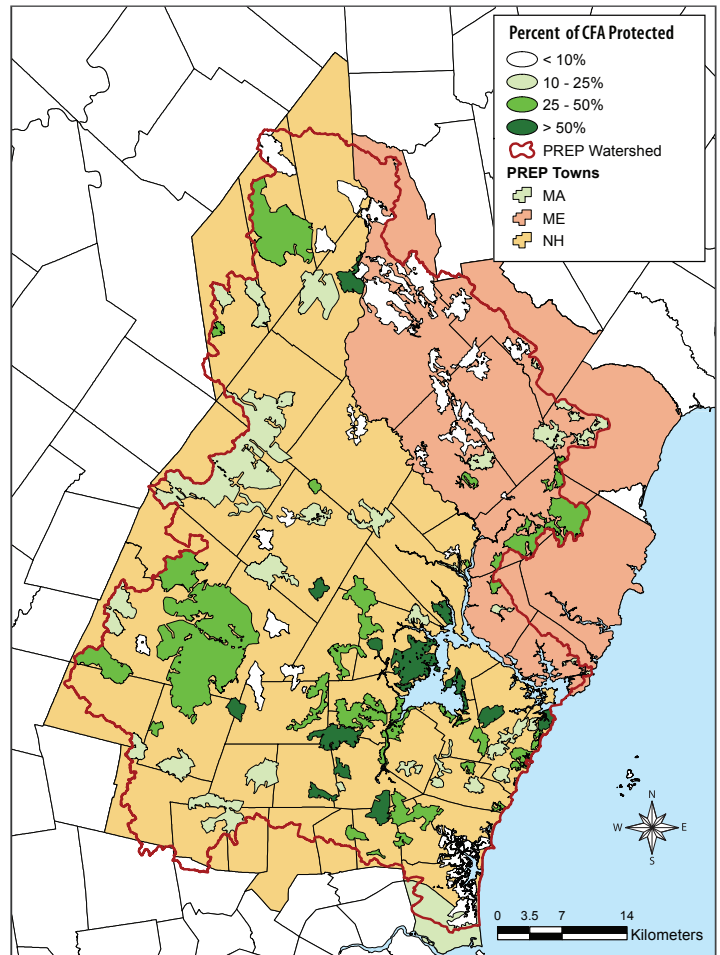 Percent of CFA Protected
< 10%
10 - 25%
25 - 50%
> 50%
PREP Watershed
PREP Towns
MA
ME
NH
N
W E
S
0 3.5 7 14
Kilometers